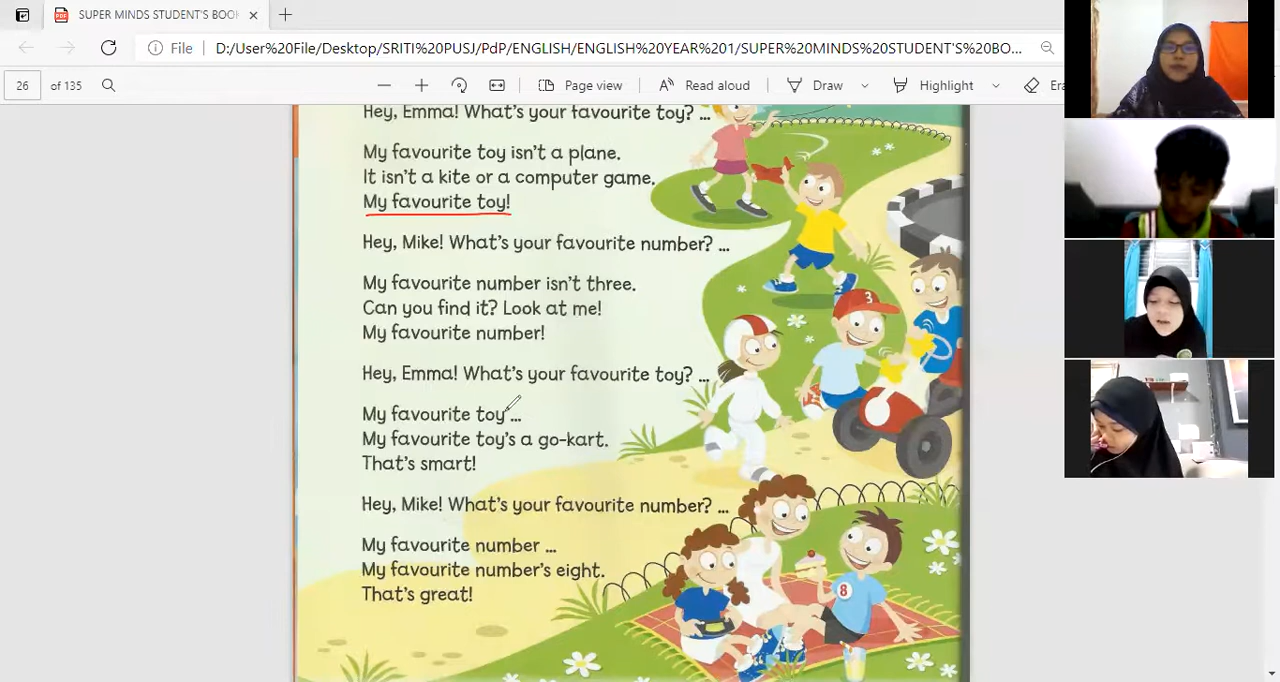 SUPER MINDS STUDENT'S BOOK
File
D:/User%20File/Desktop/SRITI%20PUSJ/PdP/ENGLISH/ENGLISH%20YEAR%201/SUPER%20MINDS%20STUDENT'S%20BO...
26 of 135
Page view
Read aloud
Draw
Highlight
Era
Hey, Emma! What's your favourite toy? ...
My favourite toy isn't a plane.
It isn't a kite or a computer game.
My favourite toy!
Hey, Mike! What's your favourite number? ...
My favourite number isn't three.
Can you find it? Look at me!
My favourite number!
Hey, Emma! What's your favourite toy? ...
My favourite toy ...
My favourite toy's a go-kart.
That's smart!
Hey, Mike! What's your favourite number? ...
My favourite number ...
My favourite number's eight.
That's great!
3
1
8